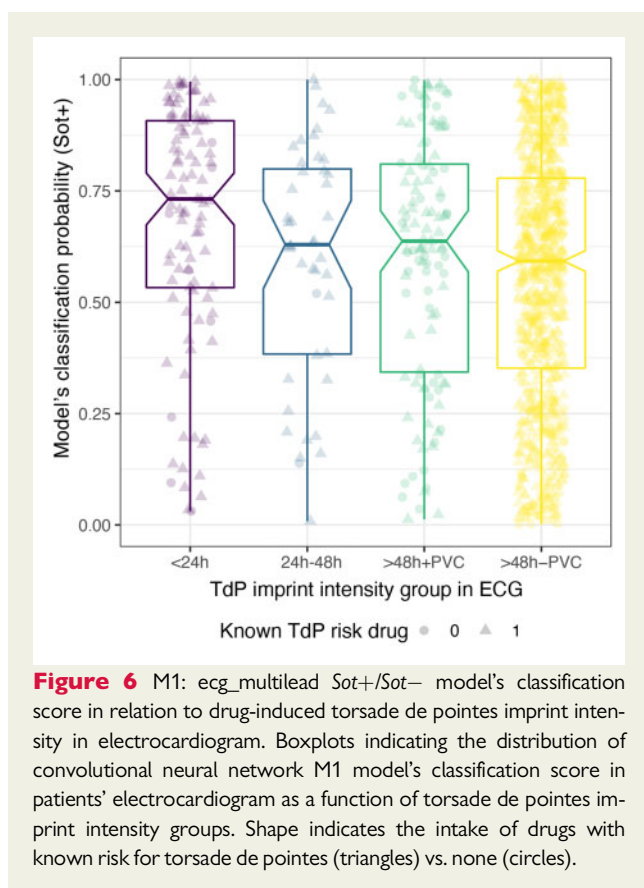 Model's classification probability (Sot+)
1.00
0.75
0.50
0.25
0.00
<24h 24h-48h >48h+PVC >48h−PVC
TdP imprint intensity group in ECG
Known TdP risk drug 0 1
Figure 6 M1: ecg_multilead Sot+/Sot− model's classification
score in relation to drug-induced torsade de pointes imprint inten-
sity in electrocardiogram. Boxplots indicating the distribution of
convolutional neural network M1 model's classification score in
patients' electrocardiogram as a function of torsade de pointes im-
print intensity groups. Shape indicates the intake of drugs with
known risk for torsade de pointes (triangles) vs. none (circles).